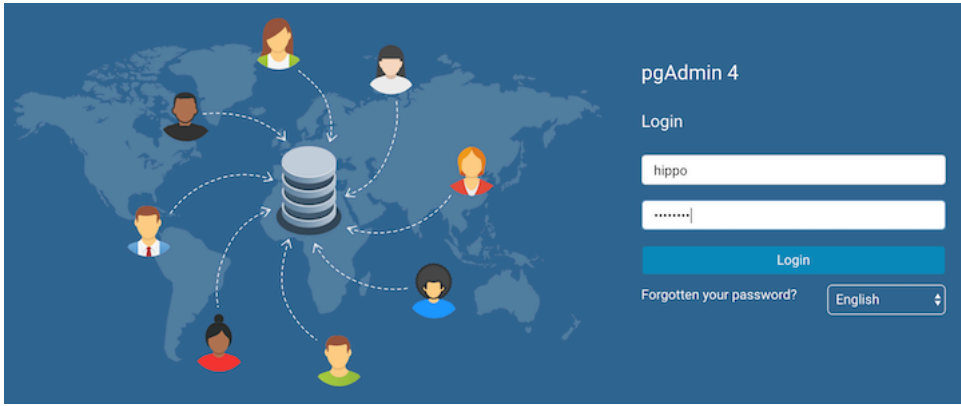 pgAdmin 4
Login
hippo
••••••••
Login
Forgotten your password?
English